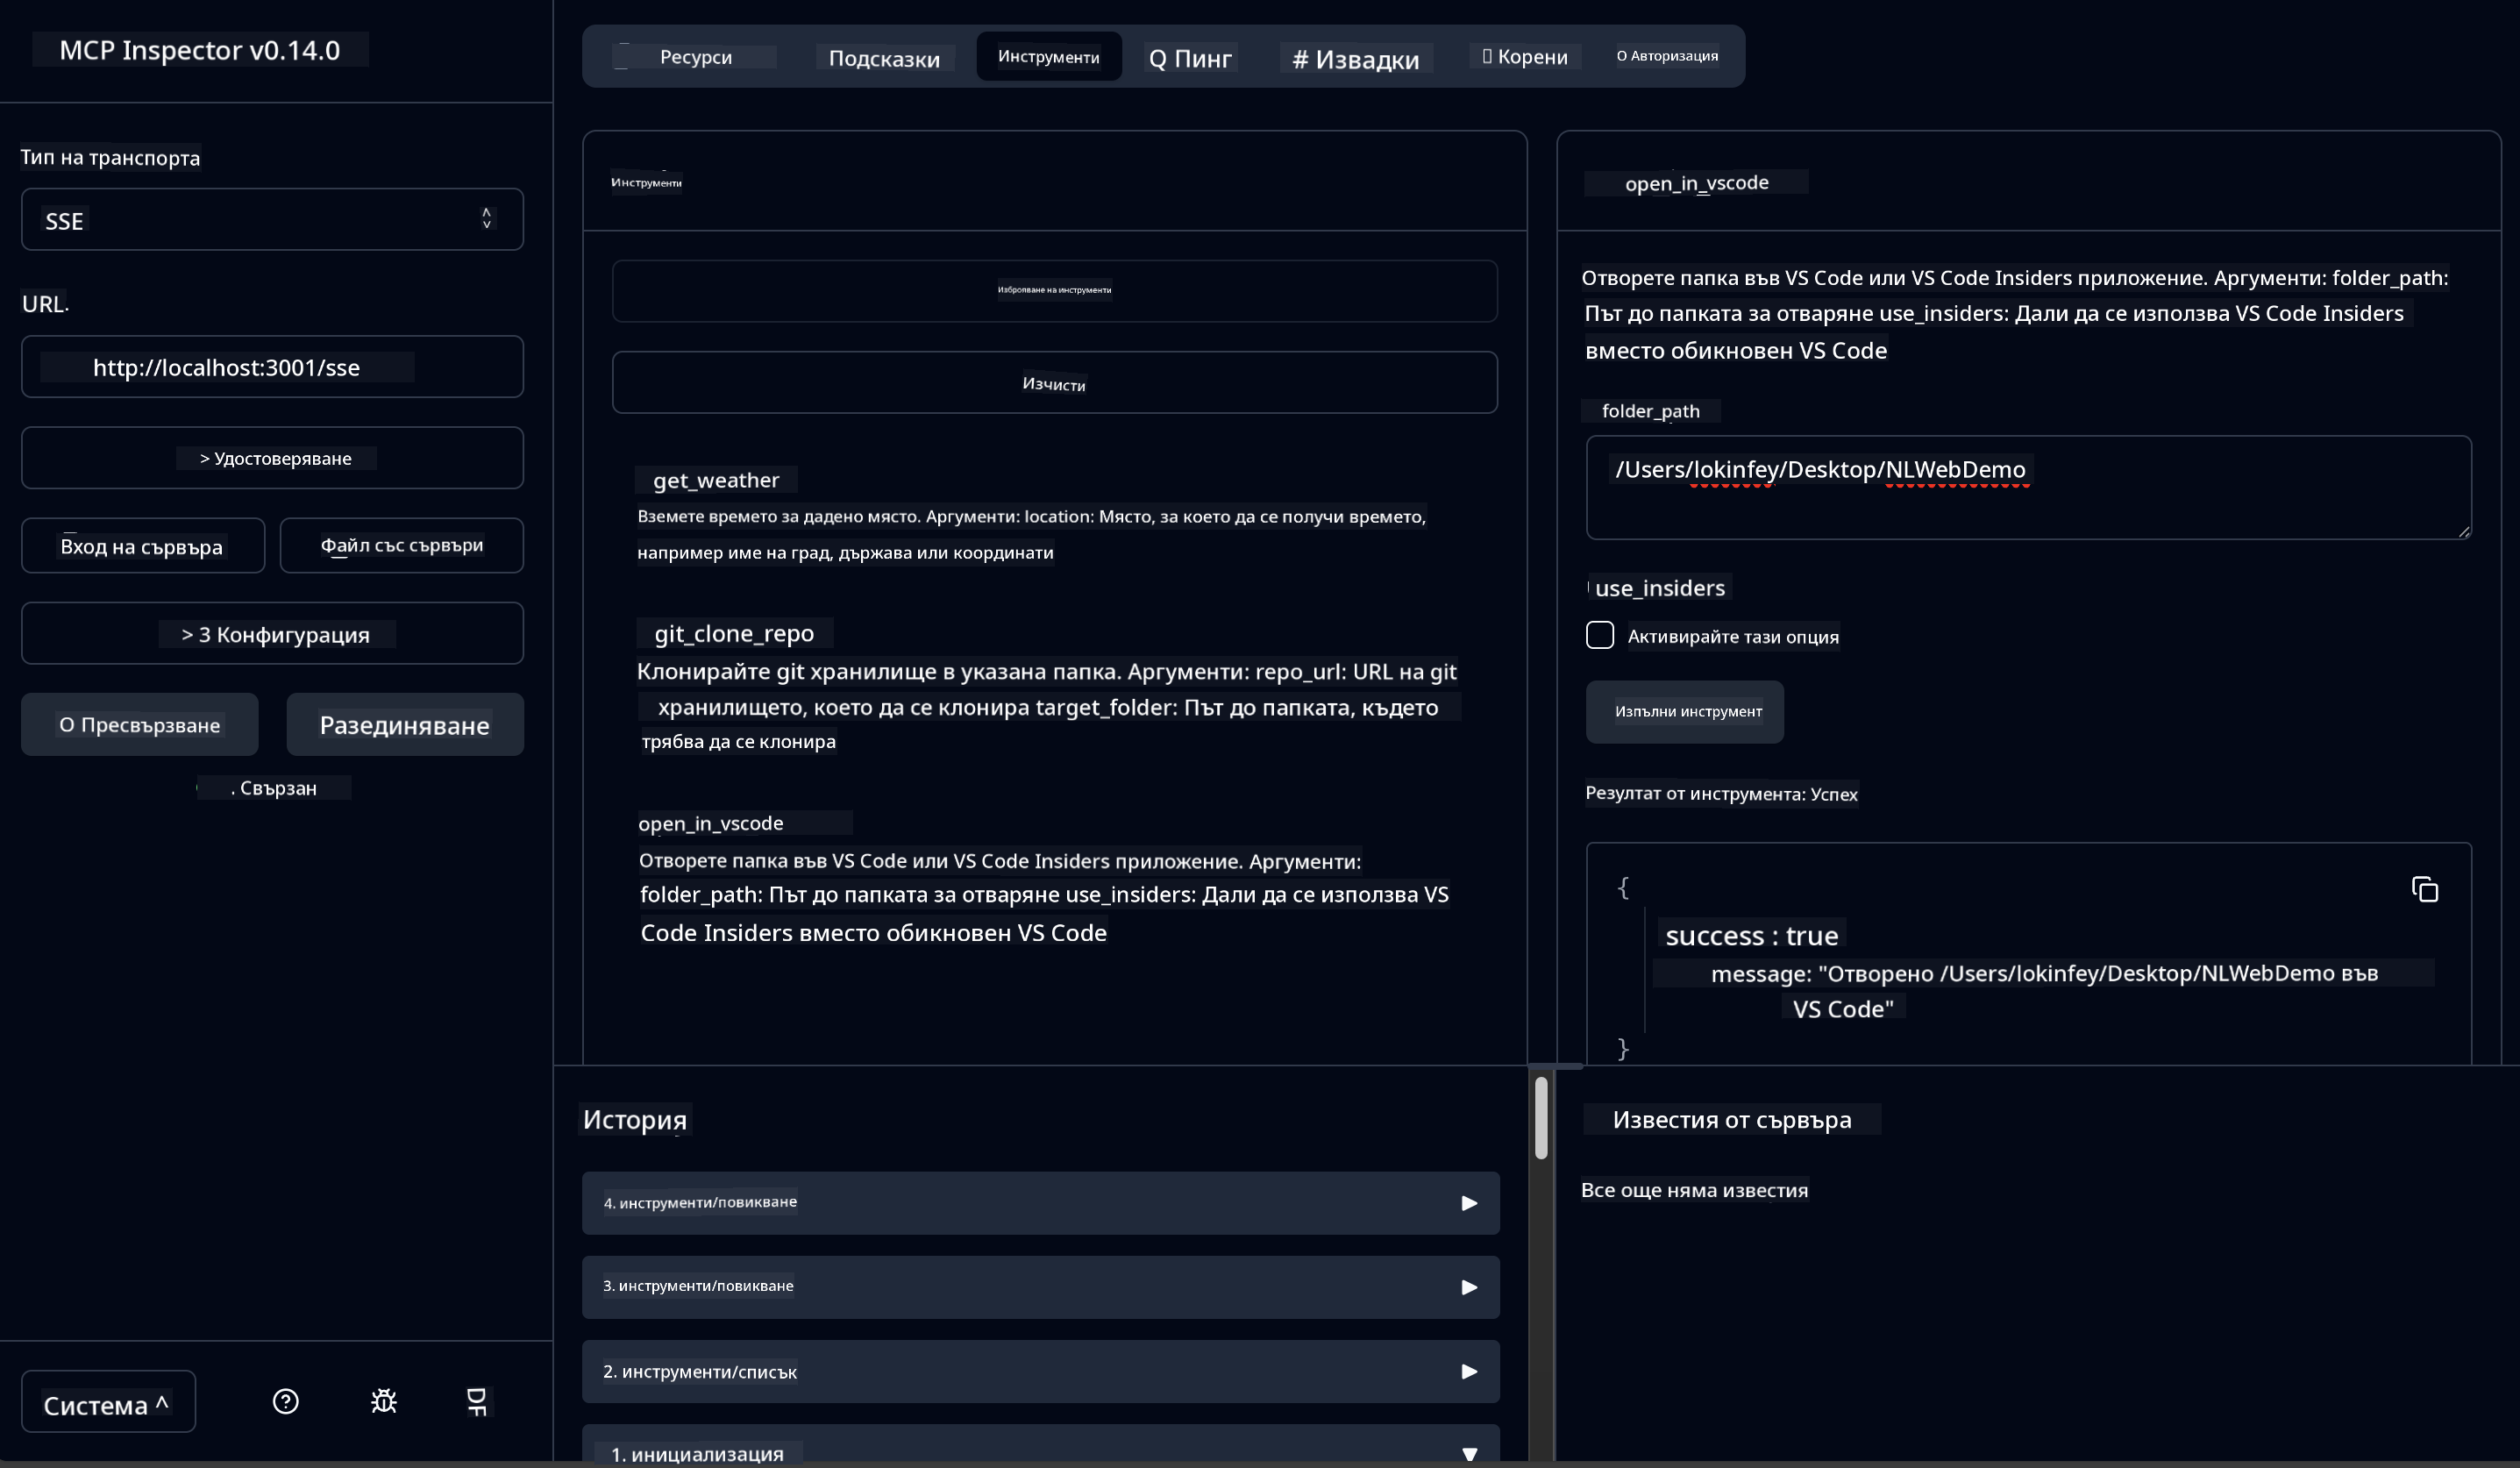 MCP Inspector v0.14.0
Тип на транспорта
SSE
URL.
http://localhost:3001/sse
> Удостоверяване
Вход на сървъра
Файл със сървъри
> 3 Конфигурация
О Пресвързване
Разединяване
. Свързан
Система ^
DF
Ресурси
Подсказки
Инструменти
Q Пинг
# Извадки
Корени
О Авторизация
Инструменти
Изброяване на инструменти
Изчисти
get_weather
Вземете времето за дадено място. Аргументи: location: Място, за което да се получи времето,
например име на град, държава или координати
git_clone_repo
Клонирайте git хранилище в указана папка. Аргументи: repo_url: URL на git
хранилището, което да се клонира target_folder: Път до папката, където
трябва да се клонира
open_in_vscode
Отворете папка във VS Code или VS Code Insiders приложение. Аргументи:
folder_path: Път до папката за отваряне use_insiders: Дали да се използва VS
Code Insiders вместо обикновен VS Code
open_in_vscode
Отворете папка във VS Code или VS Code Insiders приложение. Аргументи: folder_path:
Път до папката за отваряне use_insiders: Дали да се използва VS Code Insiders
вместо обикновен VS Code
folder_path
/Users/lokinfey/Desktop/NLWebDemo
use_insiders
Активирайте тази опция
Изпълни инструмент
Резултат от инструмента: Успех
{
success : true
message: "Отворено /Users/lokinfey/Desktop/NLWebDemo във
VS Code"
}
История
4. инструменти/повикване
3. инструменти/повикване
2. инструменти/списък
1. инициализация
Известия от сървъра
Все още няма известия